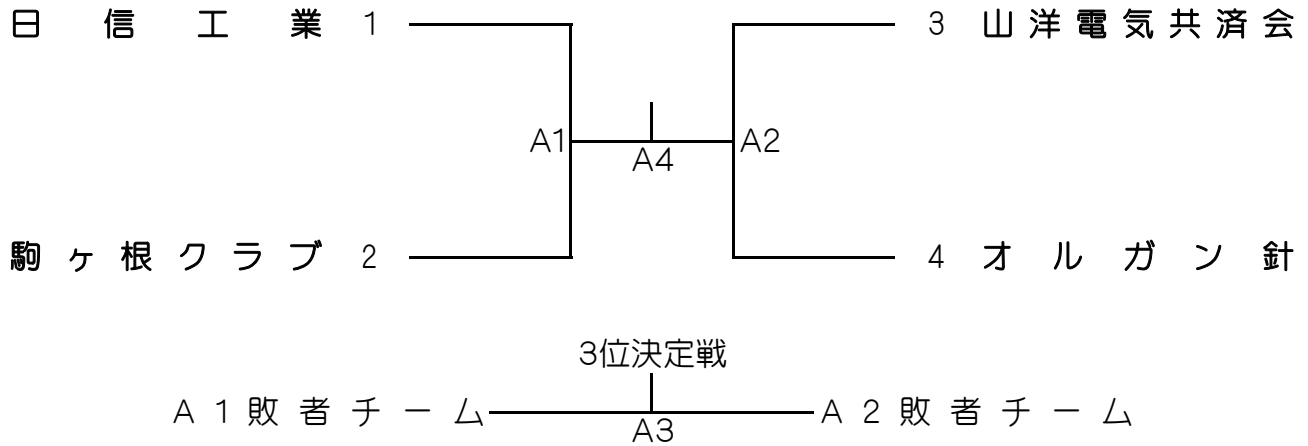 日信工業 1
3 山洋電気共済会
A1
A2
A4
駒ヶ根クラブ 2
4 オルガン針
3位決定戦
A1敗者チーム
A2敗者チーム
A3